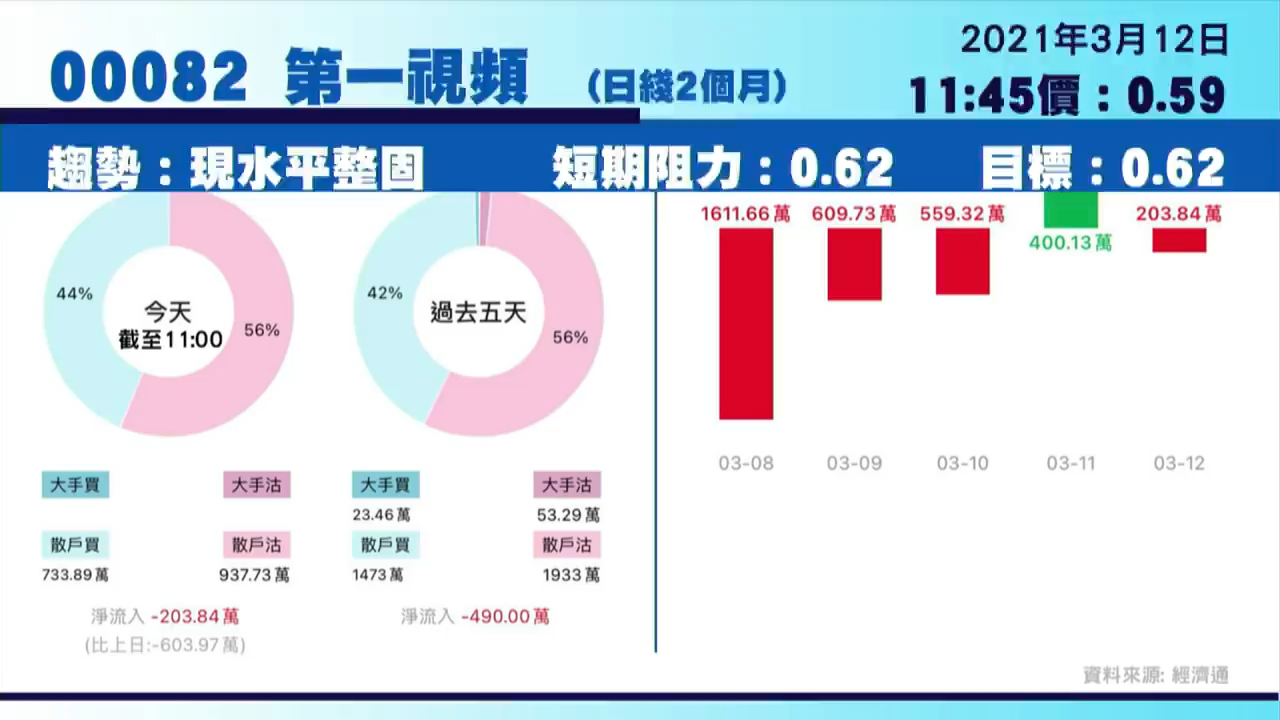 00082 第一視頻 (日綫2個月)
2021年3月12日
11:45價：0.59
趨勢：現水平整固 短期阻力：0.62 目標：0.62
44%
今天
截至11:00
56%
42%
過去五天
56%
大手買 大手沽
散戶買 散戶沽
733.89萬 937.73萬
淨流入 -203.84萬
(比上日:-603.97萬)
大手買 大手沽
23.46萬 53.29萬
散戶買 散戶沽
1473萬 1933萬
淨流入 -490.00萬
1611.66萬 609.73萬 559.32萬 400.13萬 203.84萬
03-08 03-09 03-10 03-11 03-12
資料來源: 經濟通